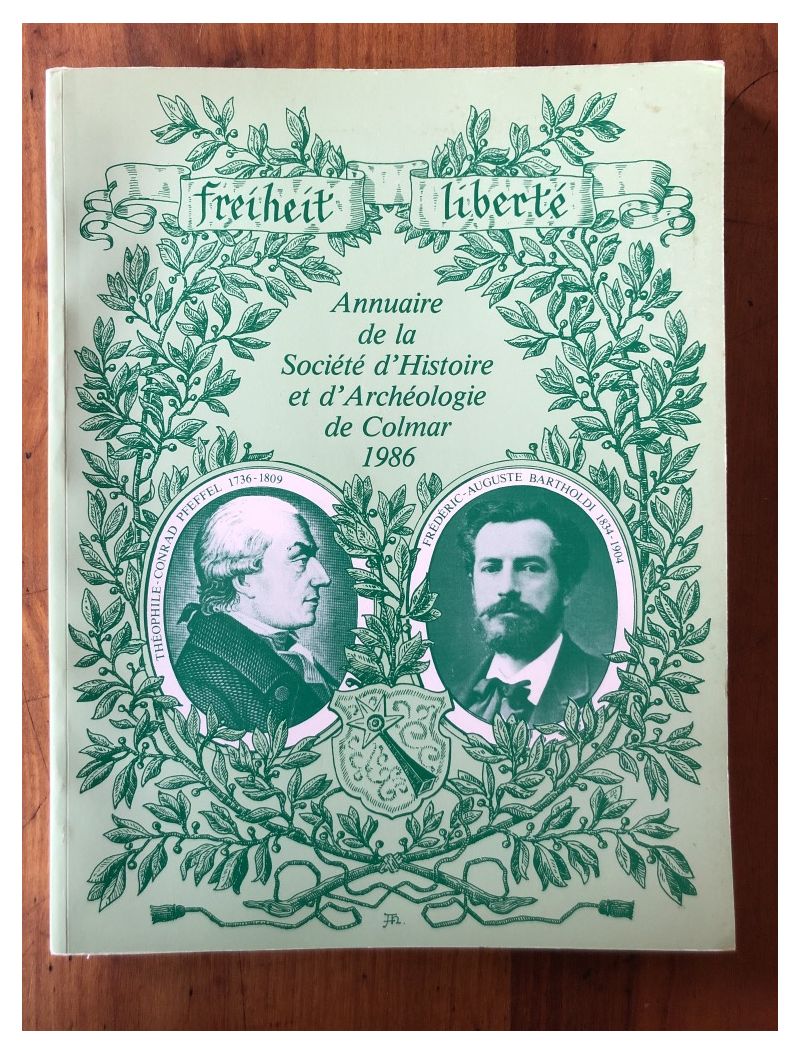 freiheit
liberté
Annuaire
de la
Société d'Histoire
et d'Archéologie
de Colmar
1986
THÉOPHILE-CONRAD PFEFFEL 1736-1809
FRÉDÉRIC-AUGUSTE BARTHOLDI 1834-1904